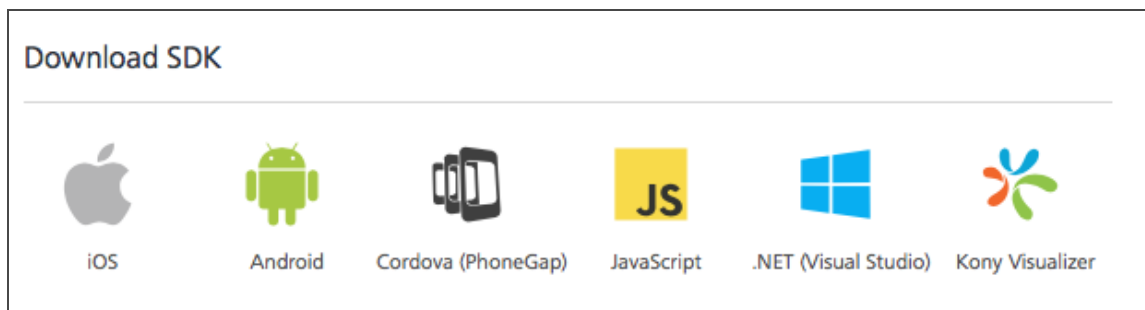 Download SDK
JS
iOS Android Cordova (PhoneGap) JavaScript .NET (Visual Studio) Kony Visualizer